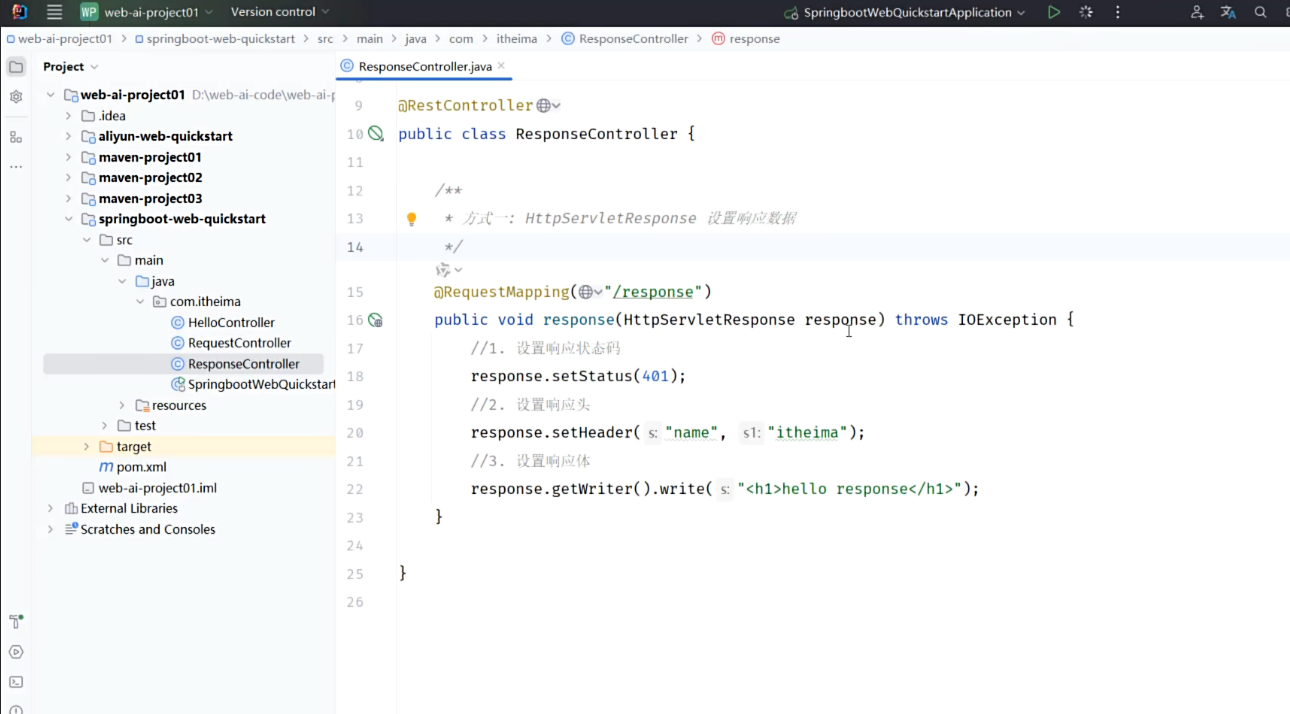 WP web-ai-project01 Version control SpringbootWebQuickstartApplication
web-ai-project01 > springboot-web-quickstart > src > main > java > com > itheima > ResponseController > response
Project
web-ai-project01 D:\web-ai-code\web-ai-p
.idea
aliyun-web-quickstart
maven-project01
maven-project02
maven-project03
springboot-web-quickstart
src
main
java
com.itheima
HelloController
RequestController
ResponseController
SpringbootWebQuickstart
resources
test
target
pom.xml
web-ai-project01.iml
External Libraries
Scratches and Consoles
ResponseController.java
9 @RestController
10 public class ResponseController {
11
12 /**
13 * 方式一: HttpServletResponse 设置响应数据
14 */
15 @RequestMapping("/response")
16 public void response(HttpServletResponse response) throws IOException {
17 //1. 设置响应状态码
18 response.setStatus(401);
19 //2. 设置响应头
20 response.setHeader( s: "name", s1: "itheima");
21 //3. 设置响应体
22 response.getWriter().write( s: "<h1>hello response</h1>");
23 }
24
25 }
26